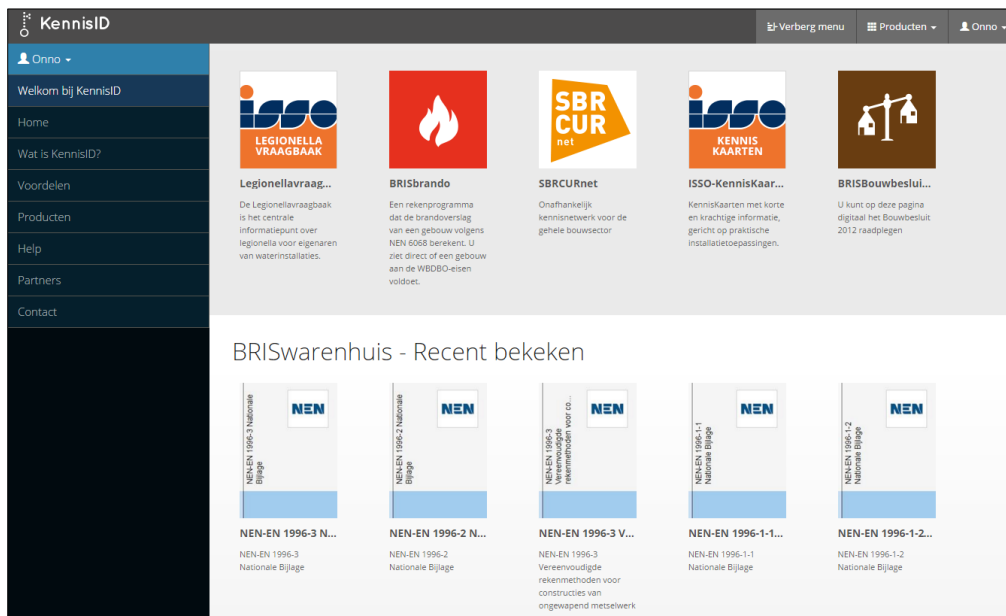 KennisID
Verberg menu
Producten
Onno
Onno
Welkom bij KennisID
Home
Wat is KennisID?
Voordelen
Producten
Help
Partners
Contact
isso
LEGIONELLA
VRAAGBAAK
Legionellavraag...
De Legionellavraagbaak
is het centrale
informatiepunt over
legionella voor eigenaren
van waterinstallaties.
BRISbrando
Een rekenprogramma
dat de brandoverslag
van een gebouw volgens
NEN 6068 berekent. U
ziet direct of een gebouw
aan de WBDBO-eisen
voldoet.
SBR
CUR
net
SBRCURnet
Onafhankelijk
kennisnetwerk voor de
gehele bouwsector
isso
KENNIS
KAARTEN
ISSO-KennisKaar...
KennisKaarten met korte
en krachtige informatie,
gericht op praktische
installatietoepassingen.
BRISBouwbeslui...
U kunt op deze pagina
digitaal het Bouwbesluit
2012 raadplegen
BRISwarenhuis - Recent bekeken
NEN-EN 1996-3 Nationale
Bijlage
NEN
NEN-EN 1996-3 N...
NEN-EN 1996-3
Nationale Bijlage
NEN-EN 1996-2 Nationale
Bijlage
NEN
NEN-EN 1996-2 N...
NEN-EN 1996-2
Nationale Bijlage
NEN-EN 1996-3
Vereenvoudigde
rekenmethoden voor co...
NEN
NEN-EN 1996-3 V...
NEN-EN 1996-3
Vereenvoudigde
rekenmethoden voor
constructies van
ongewapend metselwerk
NEN-EN 1996-1-1
Nationale Bijlage
NEN
NEN-EN 1996-1-1...
NEN-EN 1996-1-1
Nationale Bijlage
NEN-EN 1996-1-2
Nationale Bijlage
NEN
NEN-EN 1996-1-2...
NEN-EN 1996-1-2
Nationale Bijlage